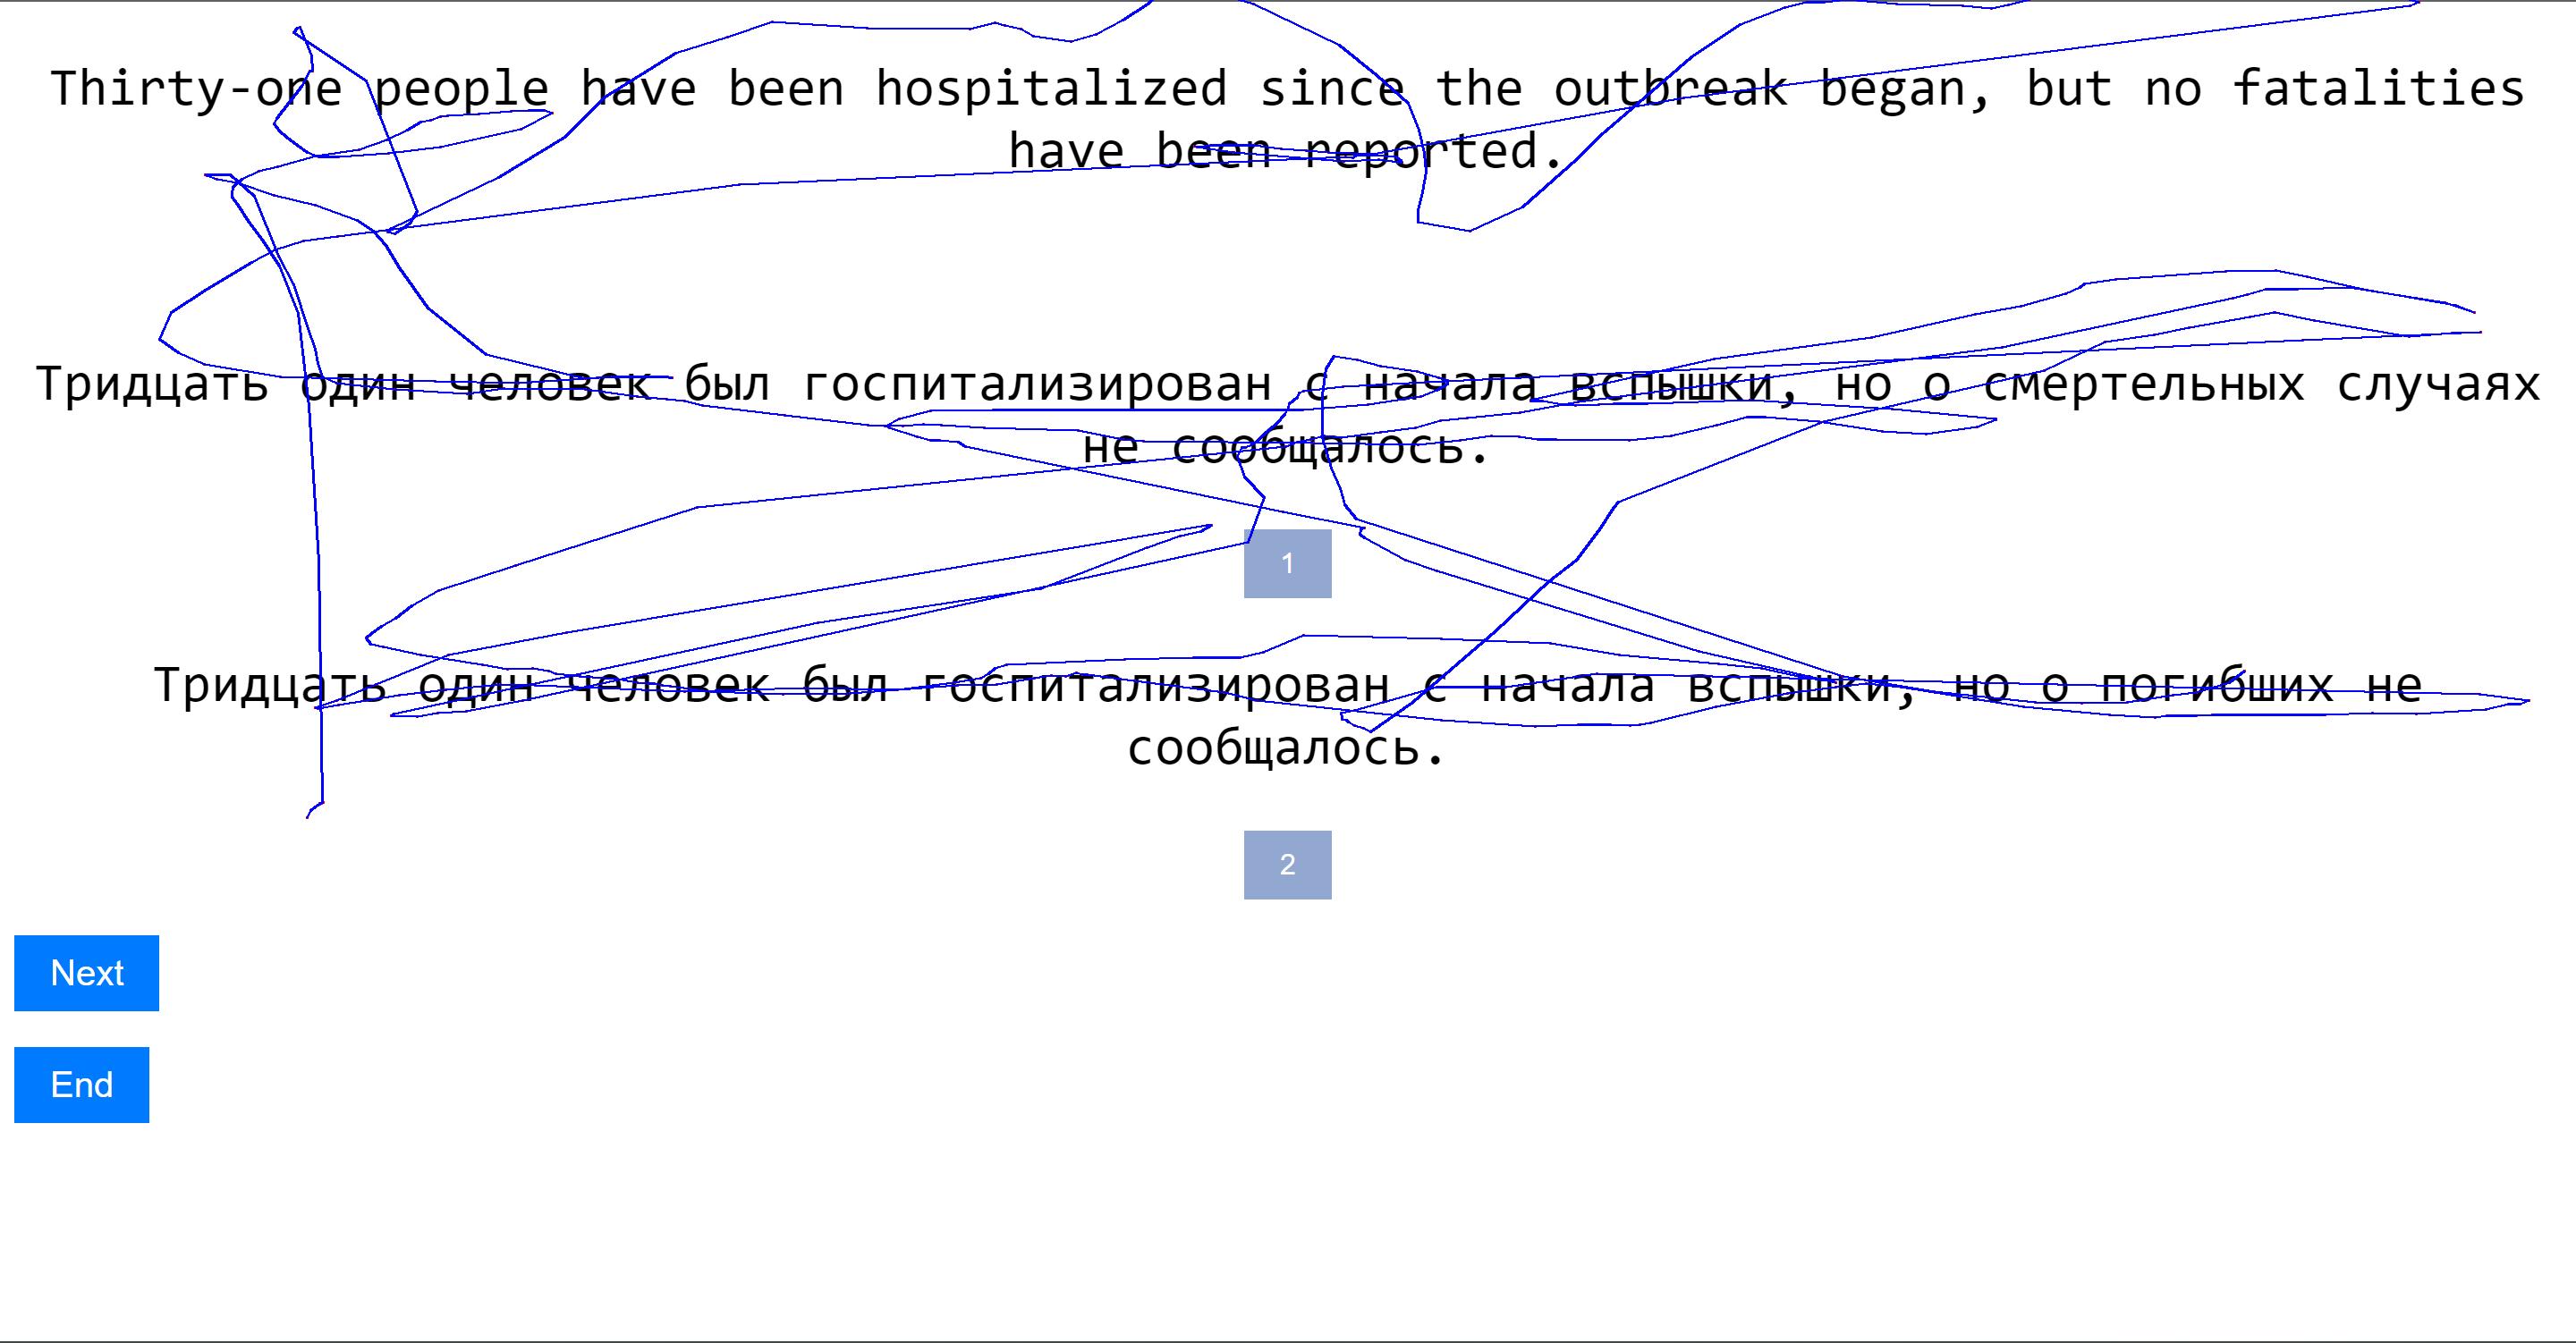 Thirty-one people have been hospitalized since the outbreak began, but no fatalities
have been reported.
Тридцать один человек был госпитализирован с начала вспышки, но о смертельных случаях
не сообщалось.
1
Тридцать один человек был госпитализирован с начала вспышки, но о погибших не
сообщалось.
2
Next
End